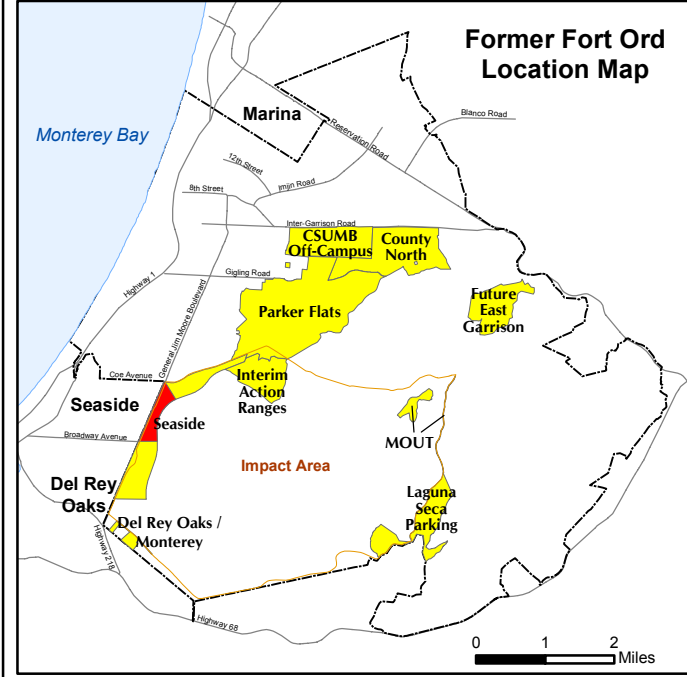 Former Fort Ord
Location Map
Marina
Blanco Road
Monterey Bay
Reservation Road
12th Street
Imjin Road
8th Street
Inter-Garrison Road
CSUMB
Off-Campus
County
North
Gigling Road
Highway 1
General Jim Moore Boulevard
Parker Flats
Future
East
Garrison
Coe Avenue
Interim
Action
Ranges
Seaside
Seaside
Broadway Avenue
MOUT
Impact Area
Del Rey
Oaks
Laguna
Seca
Parking
Del Rey Oaks /
Monterey
Highway 218
Highway 68
0 1 2
Miles